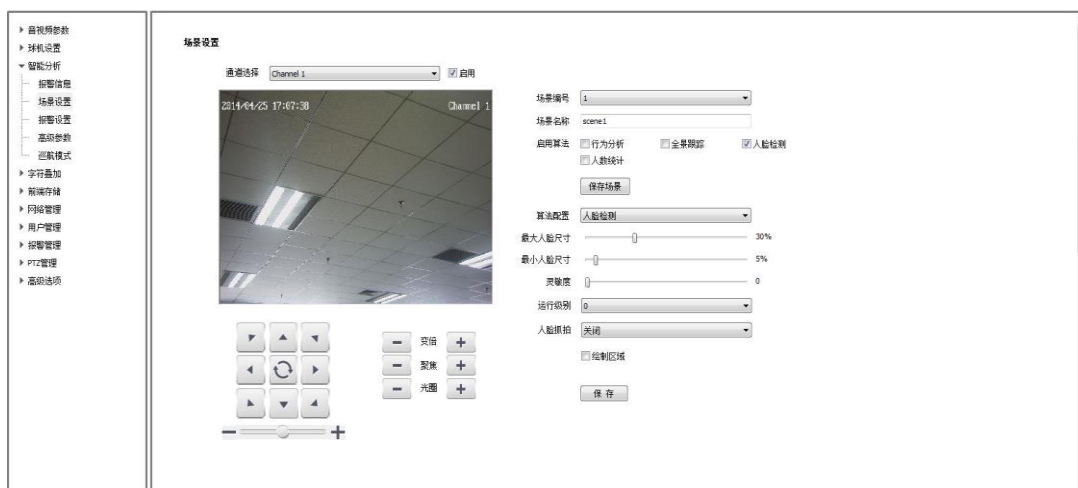 音视频参数
球机设置
智能分析
报警信息
场景设置
报警设置
高级参数
巡航模式
字符叠加
前端存储
网络管理
用户管理
报警管理
PTZ管理
高级选项
场景设置
通道选择 Channel 1 启用
2014/04/25 17:07:38 Channel 1
变倍
聚焦
光圈
场景编号 1
场景名称 scene1
启用算法 行为分析 全景跟踪 人脸检测
人数统计
保存场景
算法配置 人脸检测
最大人脸尺寸 30%
最小人脸尺寸 5%
灵敏度 0
运行级别 0
人脸抓拍 关闭
绘制区域
保 存